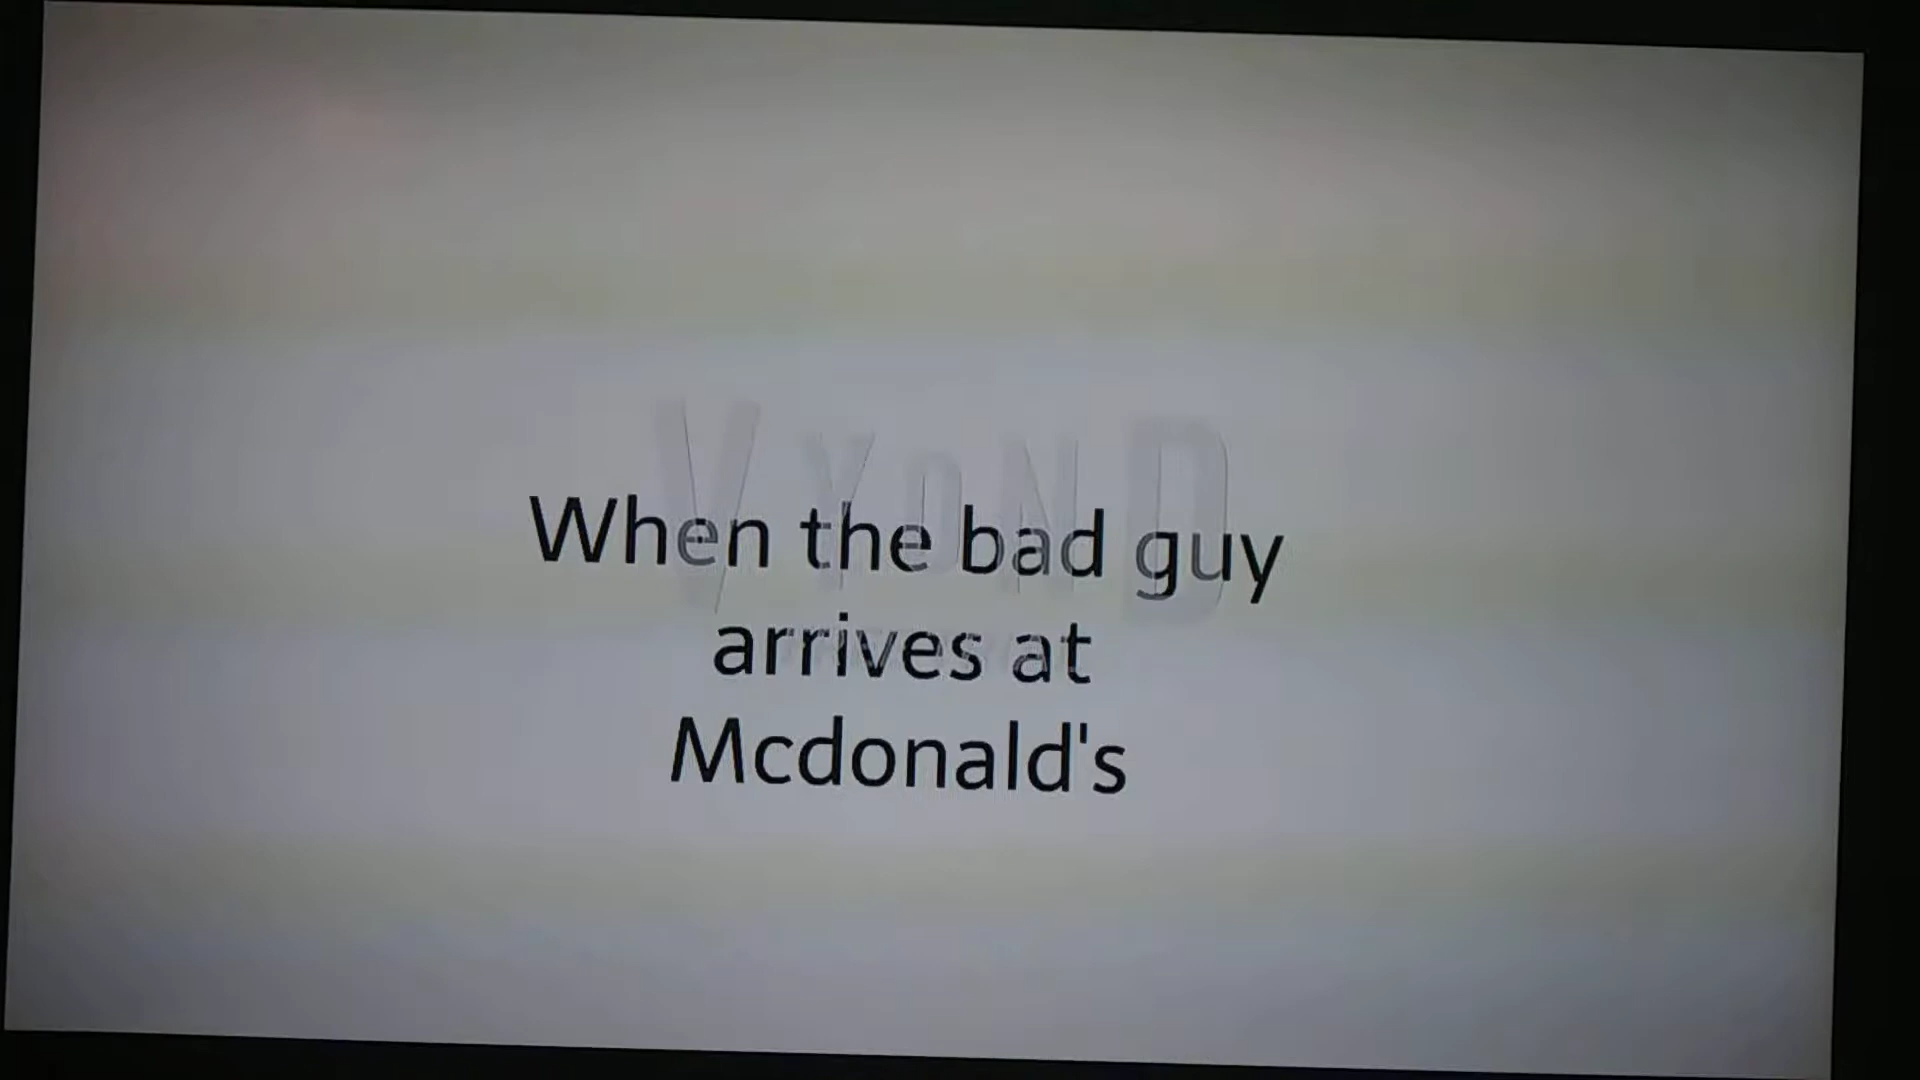 VYOND
When the bad guy
arrives at
Mcdonald's